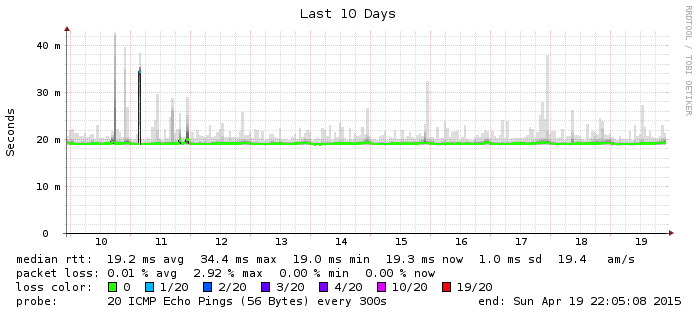 Last 10 Days
RRDTOOL / TOBI OETIKER
Seconds
40 m
30 m
20 m
10 m
0
10 11 12 13 14 15 16 17 18 19
median rtt: 19.2 ms avg 34.4 ms max 19.0 ms min 19.3 ms now 1.0 ms sd 19.4 am/s
packet loss: 0.01 % avg 2.92 % max 0.00 % min 0.00 % now
loss color: 0 1/20 2/20 3/20 4/20 10/20 19/20
probe: 20 ICMP Echo Pings (56 Bytes) every 300s end: Sun Apr 19 22:05:08 2015